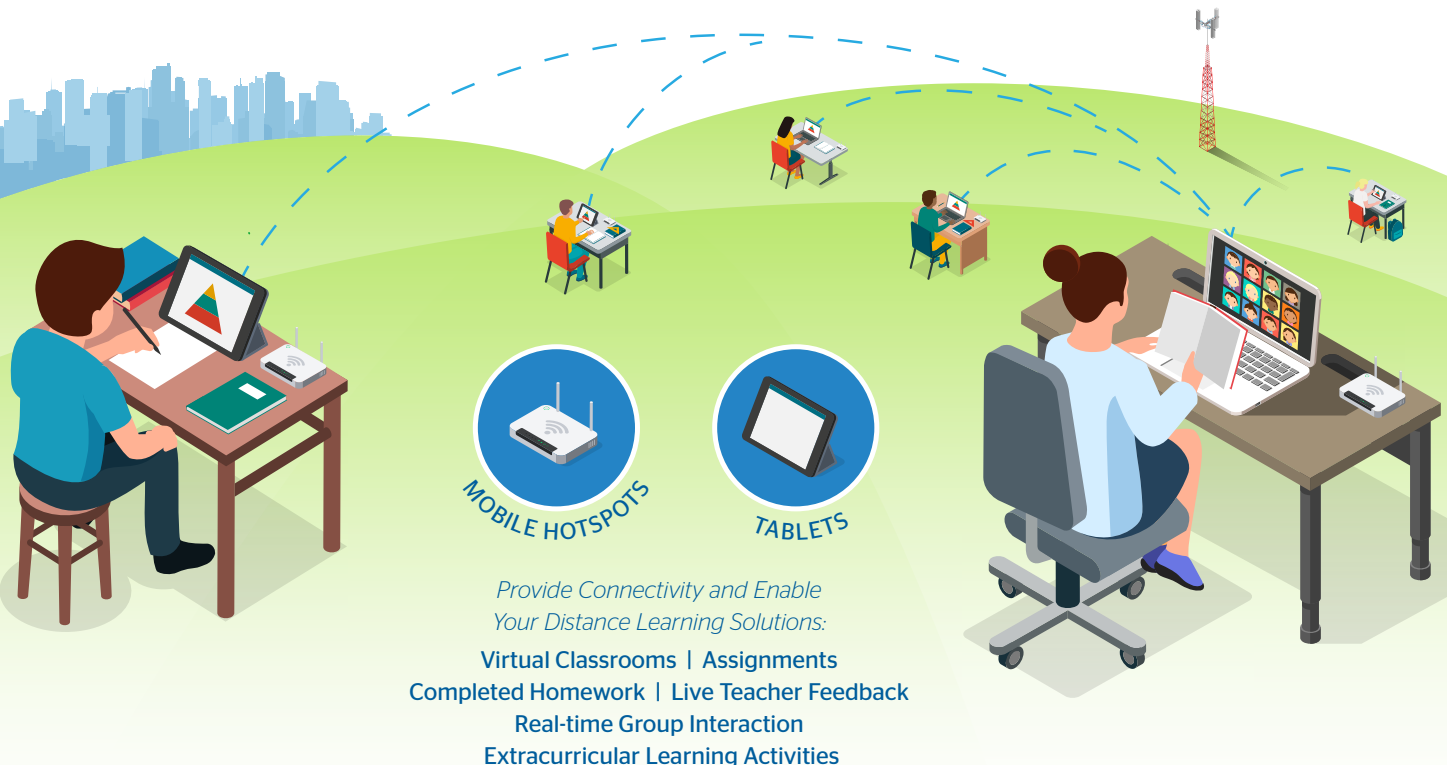 MOBILE HOTSPOTS
TABLETS
Provide Connectivity and Enable
Your Distance Learning Solutions:
Virtual Classrooms | Assignments
Completed Homework | Live Teacher Feedback
Real-time Group Interaction
Extracurricular Learning Activities